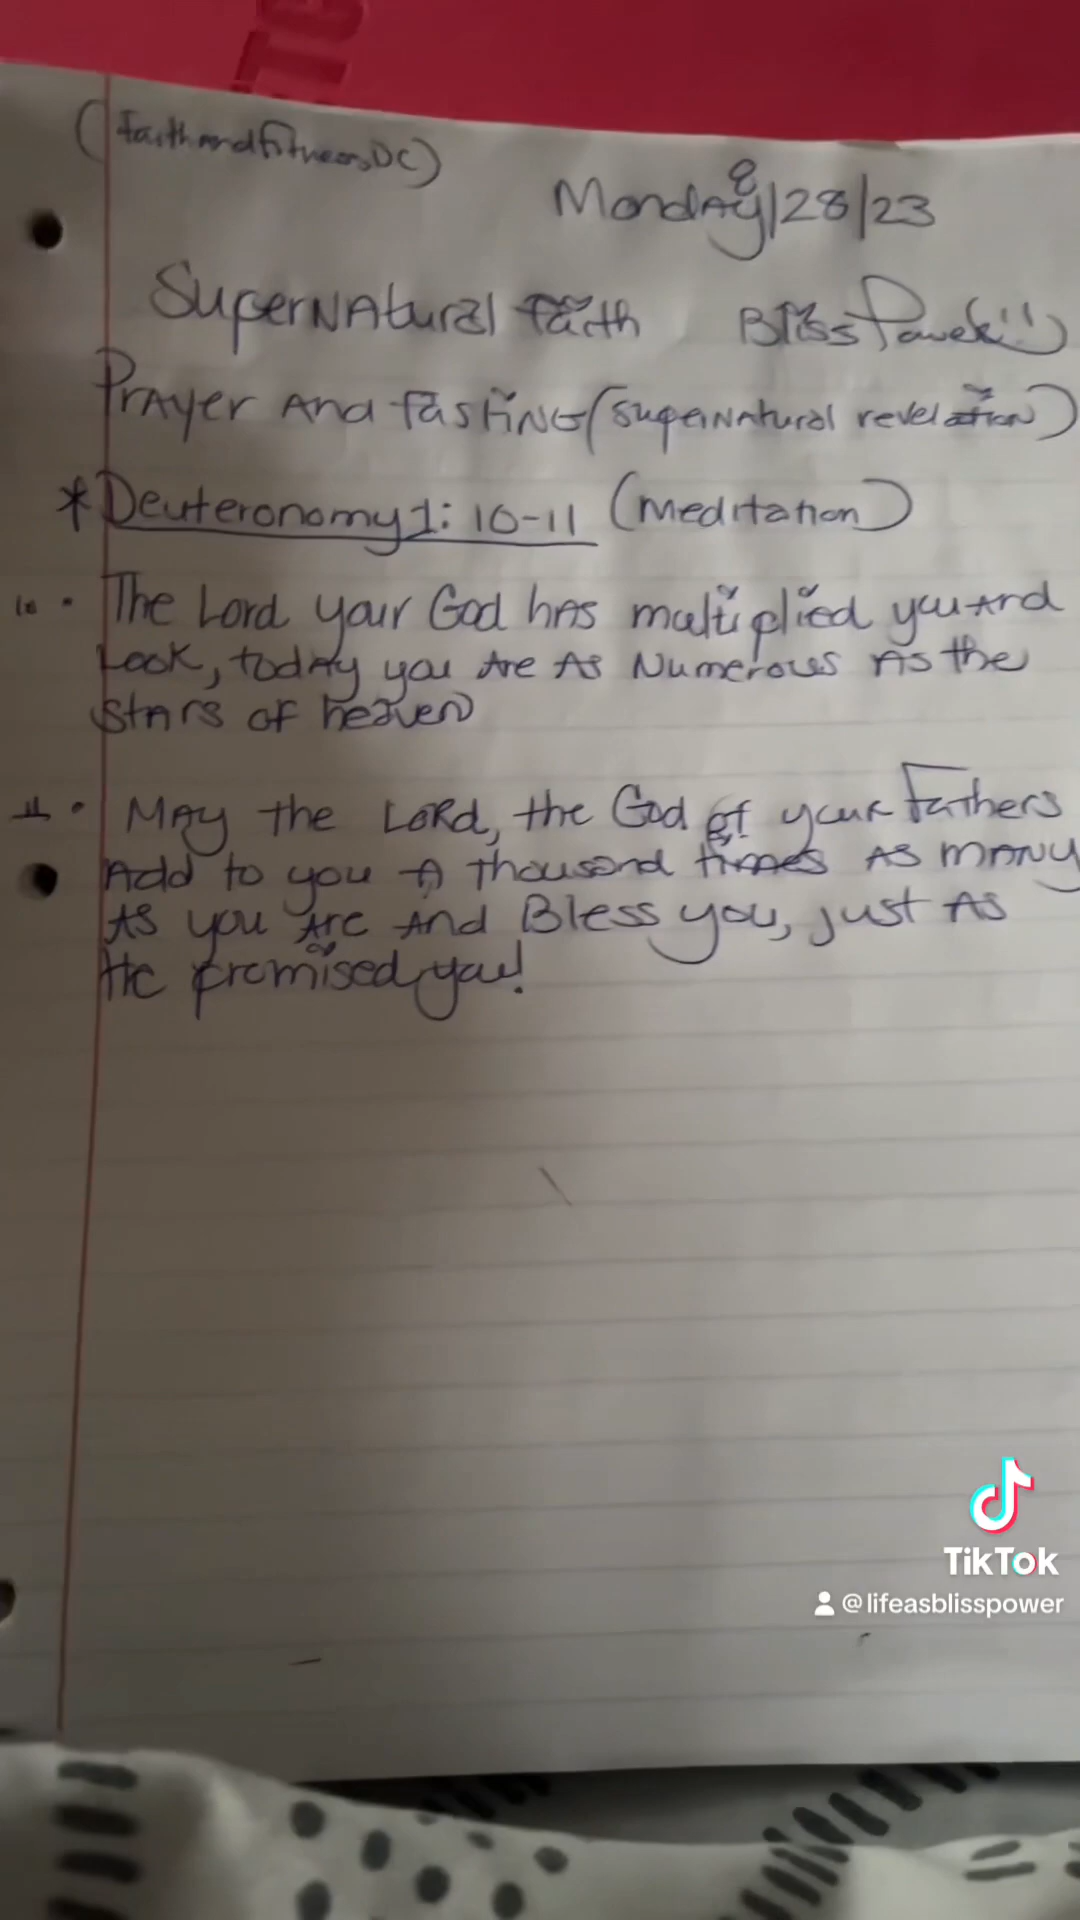 (FaithandFitnessDC)
Monday 8/28/23
SuperNAtural Faith Bliss Power!!)
PrAyer And fasting (Supernatural revelation)
* Deuteronomy 1: 10-11 (Meditation)
10. The Lord your God hAs multiplied you And
Look, todAy you Are As Numerous As the
StArs of heaven
11. MAy the LoRd, the God of your Fathers
Add to you A thousand times As mANy
As you Are And Bless you, just As
He promised you!
TikTok
@lifeasblisspower